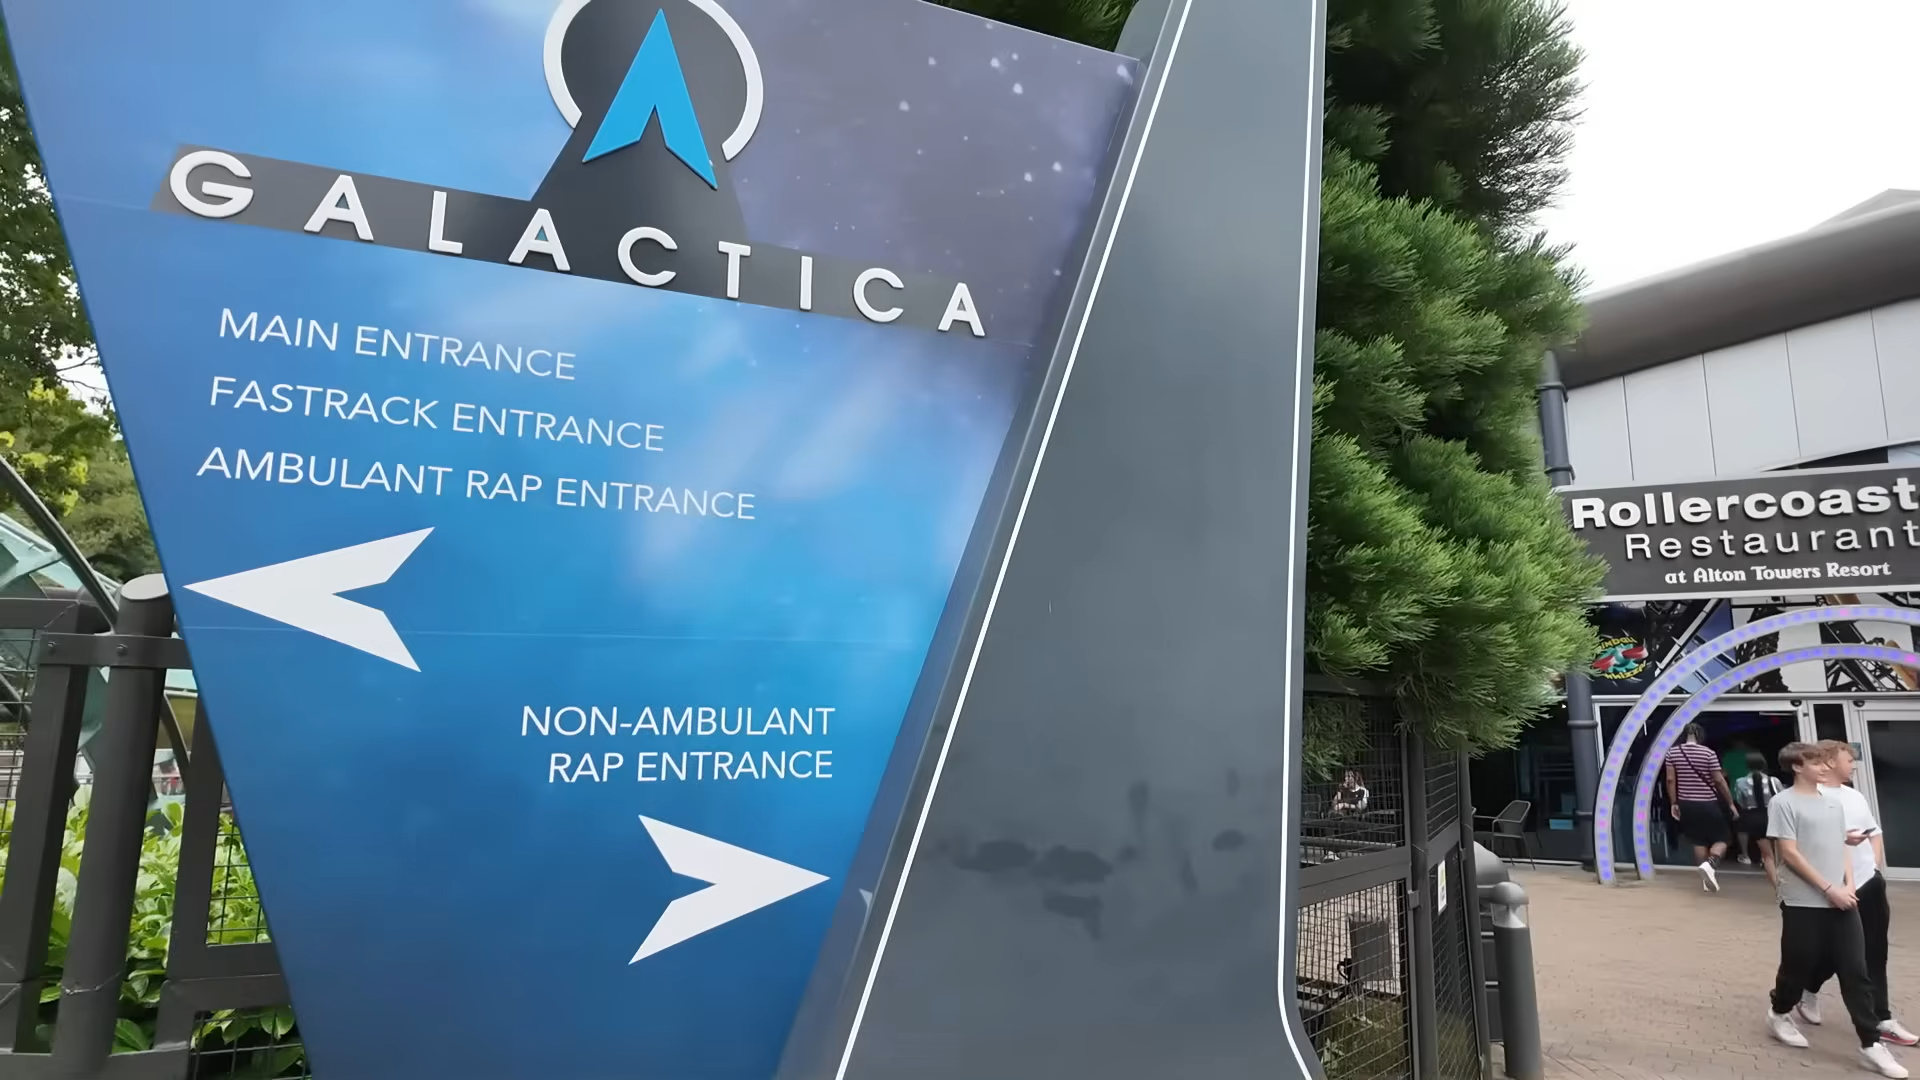 GALACTICA
MAIN ENTRANCE
FASTRACK ENTRANCE
AMBULANT RAP ENTRANCE
NON-AMBULANT
RAP ENTRANCE
Rollercoast
Restaurant
at Alton Towers Resort